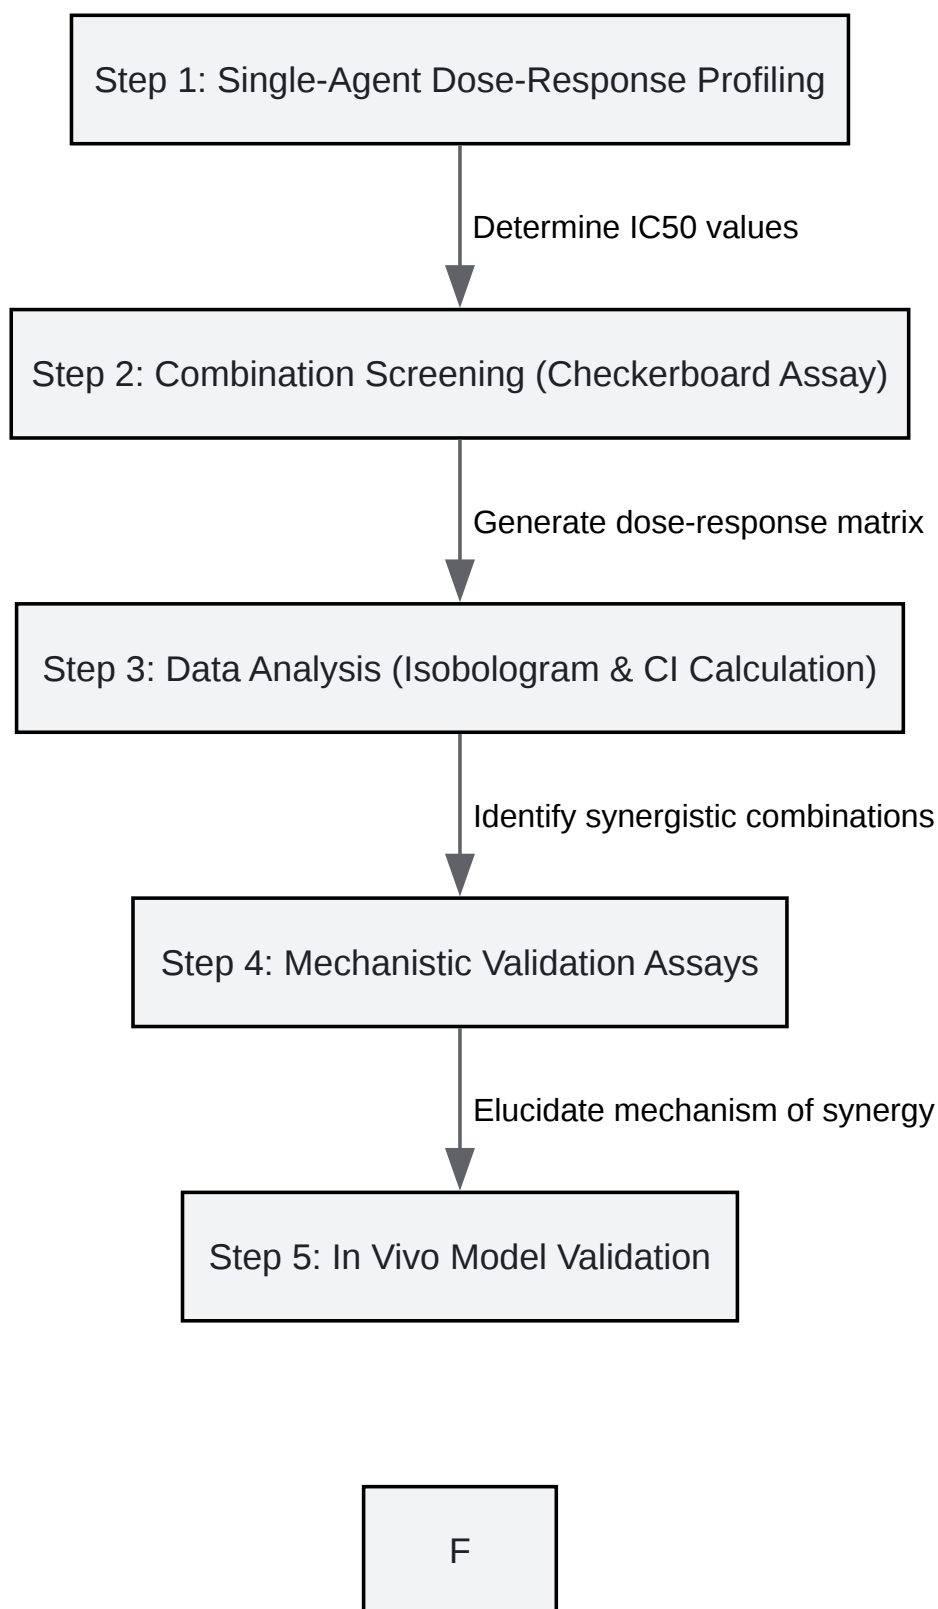 Step 1: Single-Agent Dose-Response Profiling
Determine IC50 values
Step 2: Combination Screening (Checkerboard Assay)
Generate dose-response matrix
Step 3: Data Analysis (Isobologram & CI Calculation)
Identify synergistic combinations
Step 4: Mechanistic Validation Assays
Elucidate mechanism of synergy
Step 5: In Vivo Model Validation
F